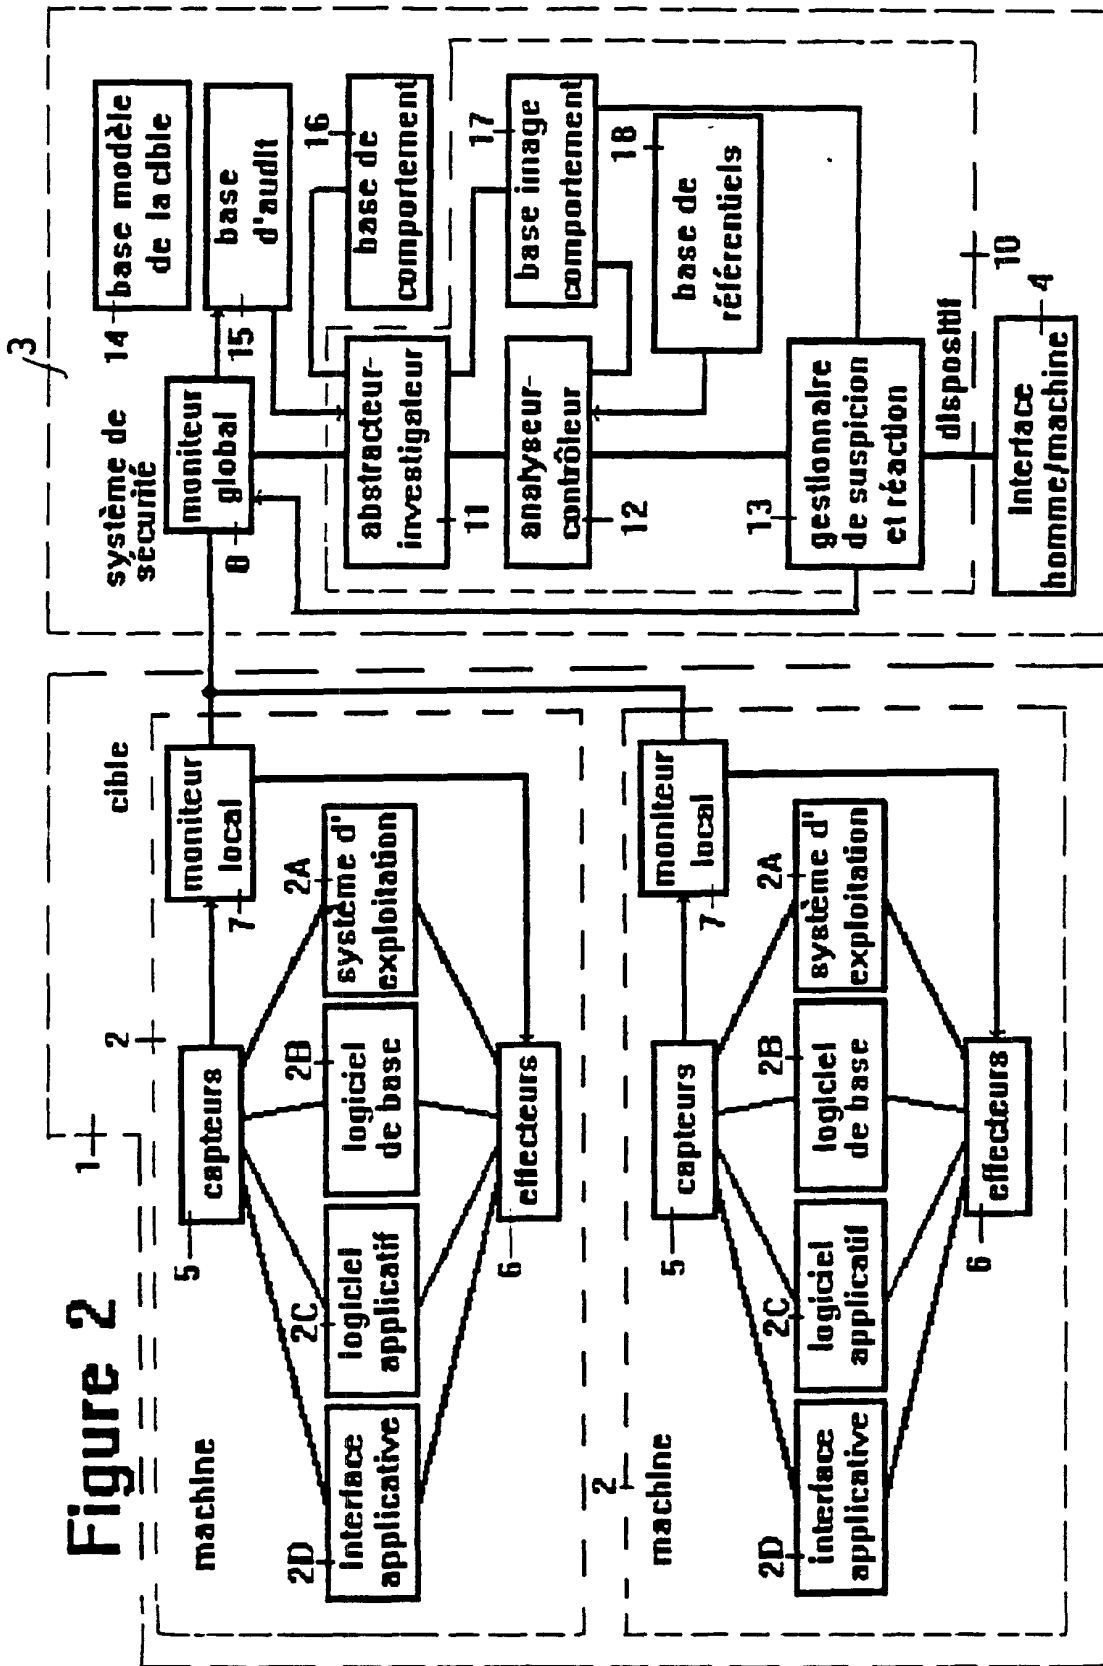 Figure 2
1
2
cible
machine
5
capteurs
7
moniteur
local
2D
interface
applicative
2C
logiciel
applicatif
2B
logiciel
de base
2A
système d'
exploitation
6
effecteurs
2
machine
5
capteurs
7
moniteur
local
2D
interface
applicative
2C
logiciel
applicatif
2B
logiciel
de base
2A
système d'
exploitation
6
effecteurs
3
système de
sécurité
8
moniteur
global
14
base modèle
de la cible
15
base
d'audit
16
base de
comportement
11
abstracteur-
investigateur
17
base image
comportement
12
analyseur-
contrôleur
18
base de
référentiels
13
gestionnaire
de suspicion
et réaction
dispositif
10
Interface
homme/machine
4